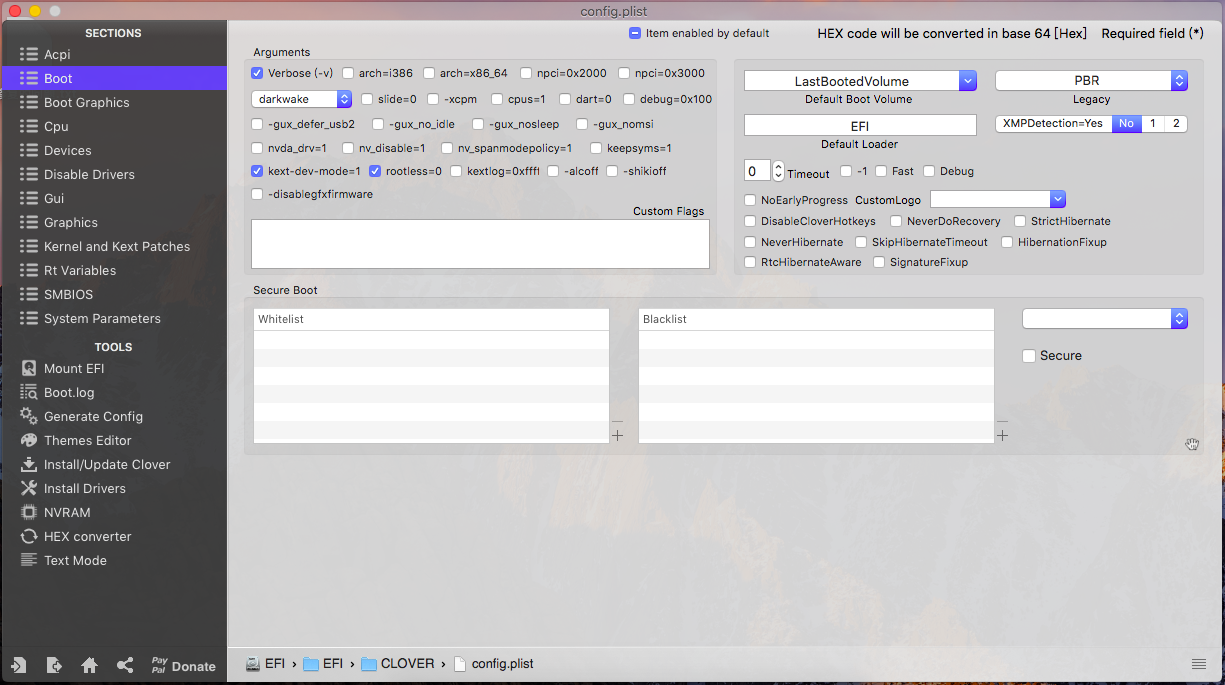 config.plist
SECTIONS
Acpi
Boot
Boot Graphics
Cpu
Devices
Disable Drivers
Gui
Graphics
Kernel and Kext Patches
Rt Variables
SMBIOS
System Parameters
TOOLS
Mount EFI
Boot.log
Generate Config
Themes Editor
Install/Update Clover
Install Drivers
NVRAM
HEX converter
Text Mode
Pay
Pal
Donate
Item enabled by default
HEX code will be converted in base 64 [Hex]
Required field (*)
Arguments
Verbose (-v) arch=i386 arch=x86_64 npci=0x2000 npci=0x3000
darkwake slide=0 -xcpm cpus=1 dart=0 debug=0x100
-gux_defer_usb2 -gux_no_idle -gux_nosleep -gux_nomsi
nvda_drv=1 nv_disable=1 nv_spanmodepolicy=1 keepsyms=1
kext-dev-mode=1 rootless=0 kextlog=0xffff -alcoff -shikioff
-disablegfxfirmware
Custom Flags
LastBootedVolume
Default Boot Volume
PBR
Legacy
EFI
Default Loader
XMPDetection=Yes No 1 2
0 Timeout -1 Fast Debug
NoEarlyProgress CustomLogo
DisableCloverHotkeys NeverDoRecovery StrictHibernate
NeverHibernate SkipHibernateTimeout HibernationFixup
RtcHibernateAware SignatureFixup
Secure Boot
Whitelist
Blacklist
+
+
Secure
EFI › EFI › CLOVER › config.plist